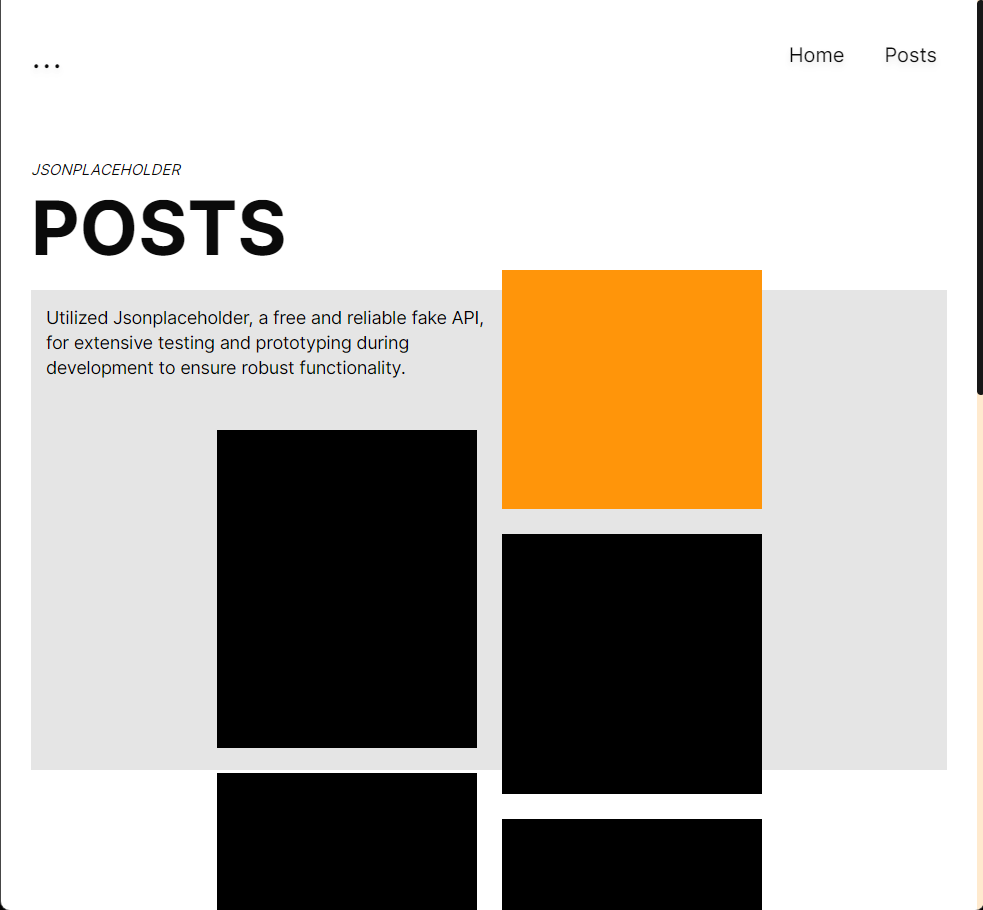 ...
Home Posts
JSONPLACEHOLDER
POSTS
Utilized Jsonplaceholder, a free and reliable fake API,
for extensive testing and prototyping during
development to ensure robust functionality.